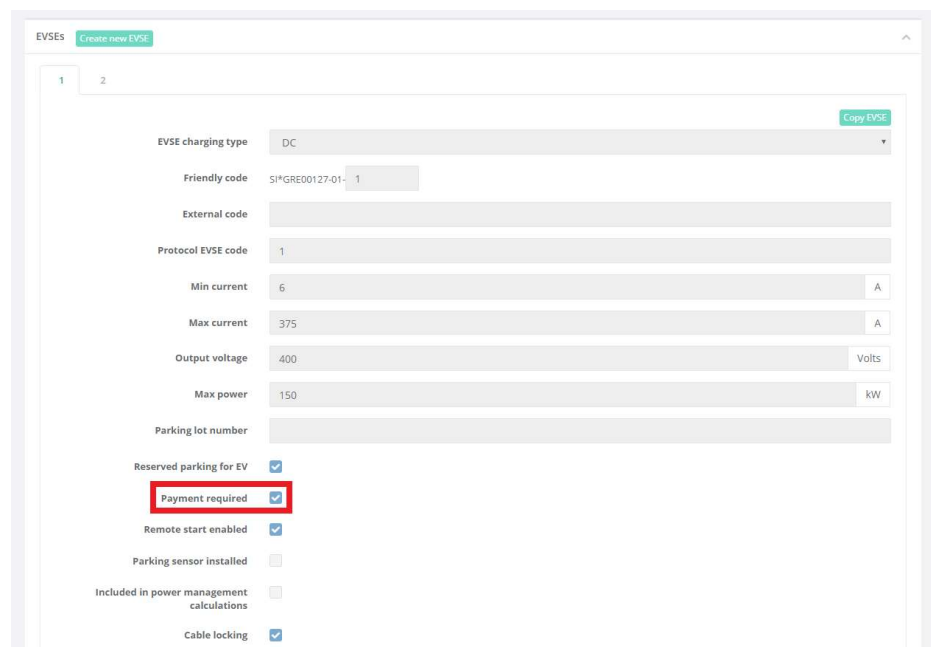 EVSEs Create new EVSE
1 2
Copy EVSE
EVSE charging type DC
Friendly code SI*GRE00127-01- 1
External code
Protocol EVSE code 1
Min current 6 A
Max current 375 A
Output voltage 400 Volts
Max power 150 kW
Parking lot number
Reserved parking for EV
Payment required
Remote start enabled
Parking sensor installed
Included in power management
calculations
Cable locking